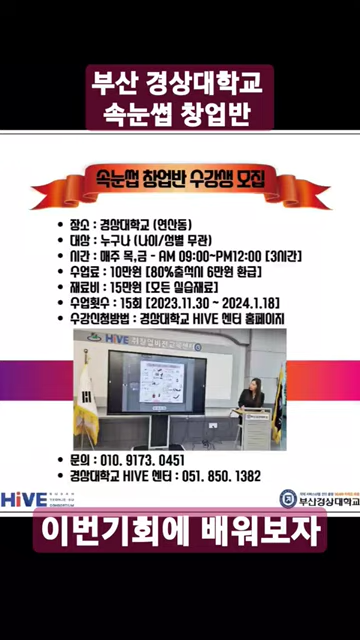 부산 경상대학교
속눈썹 창업반
속눈썹 창업반 수강생 모집
• 장소 : 경상대학교 (연산동)
• 대상 : 누구나 (나이/성별 무관)
• 시간 : 매주 목,금 - AM 09:00~PM12:00 [3시간]
• 수업료 : 10만원 [80%출석시 6만원 환급]
• 재료비 : 15만원 [모든 실습재료]
• 수업횟수 : 15회 [2023.11.30 ~ 2024.1.18]
• 수강신청방법 : 경상대학교 HIVE 센터 홈페이지
HiVE
• 문의 : 010. 9173. 0451
• 경상대학교 HIVE 센터 : 051. 850. 1382
HiVE
부산경상대학교
이번기회에 배워보자